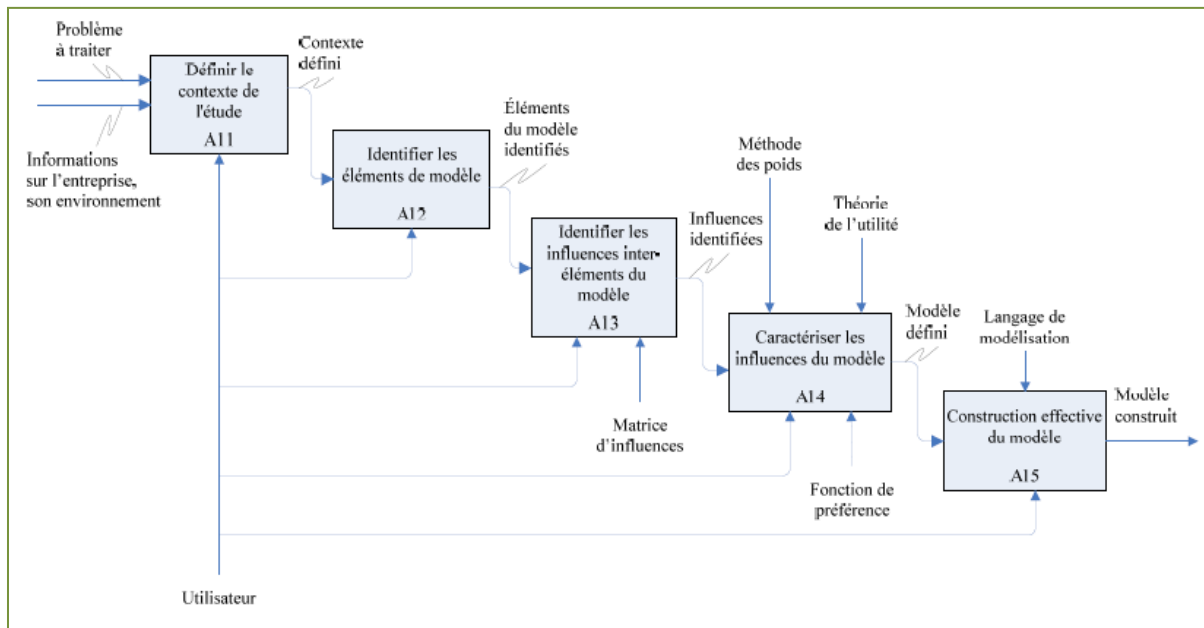 Problème
à traiter
Définir le
contexte de
l'étude
A11
Contexte
défini
Informations
sur l'entreprise,
son environnement
Identifier les
éléments de modèle
A12
Éléments
du modèle
identifiés
Identifier les
influences inter-
éléments du
modèle
A13
Influences
identifiées
Méthode
des poids
Théorie
de l'utilité
Caractériser les
influences du modèle
A14
Modèle
défini
Langage de
modélisation
Construction effective
du modèle
A15
Modèle
construit
Matrice
d'influences
Fonction de
préférence
Utilisateur